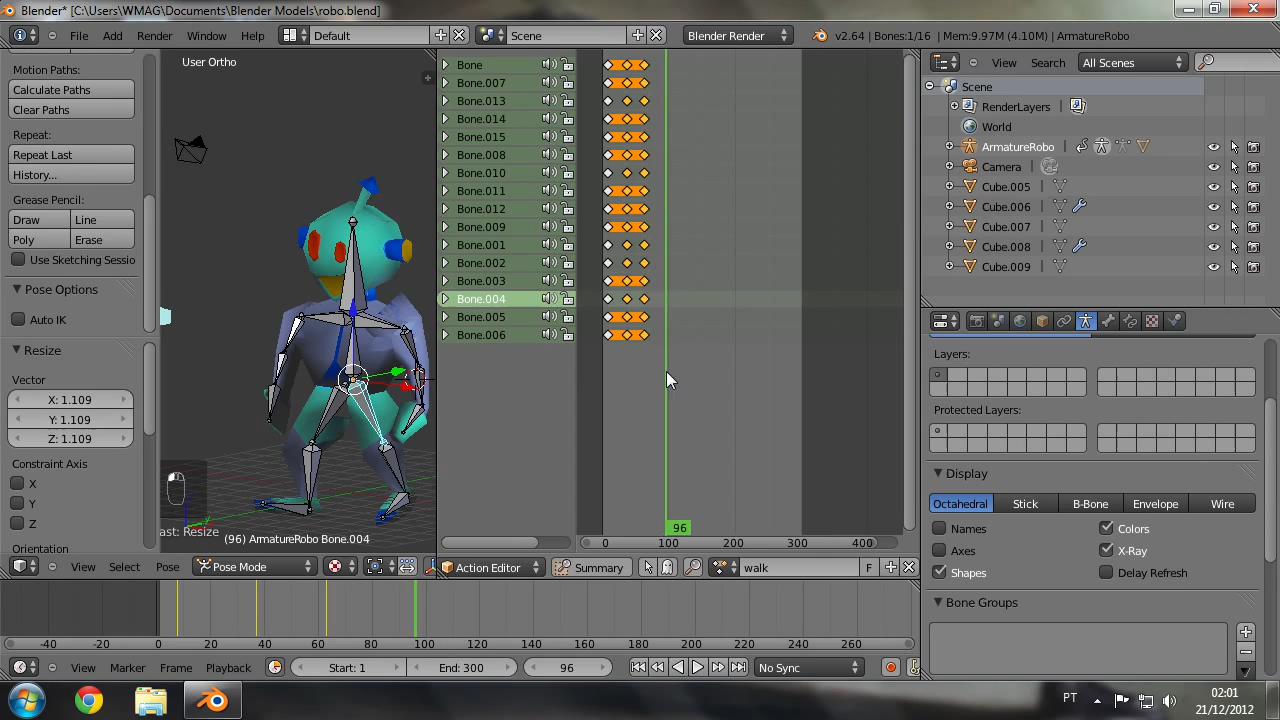 Blender* [C:\Users\WMAG\Documents\Blender Models\robo.blend]
File Add Render Window Help Default Scene Blender Render v2.64 | Bones:1/16 | Mem:9.97M (4.10M) | ArmatureRobo
Motion Paths:
Calculate Paths
Clear Paths
Repeat:
Repeat Last
History...
Grease Pencil:
Draw Line
Poly Erase
Use Sketching Sessio
Pose Options
Auto IK
Resize
Vector
X: 1.109
Y: 1.109
Z: 1.109
Constraint Axis
X
Y
Z
Orientation
User Ortho
ast: Resize
(96) ArmatureRobo Bone.004
View Select Pose Pose Mode
Bone
Bone.007
Bone.013
Bone.014
Bone.015
Bone.008
Bone.010
Bone.011
Bone.012
Bone.009
Bone.001
Bone.002
Bone.003
Bone.004
Bone.005
Bone.006
96
0 100 200 300 400
Action Editor Summary walk F
View Search All Scenes
Scene
RenderLayers
World
ArmatureRobo
Camera
Cube.005
Cube.006
Cube.007
Cube.008
Cube.009
Layers:
Protected Layers:
Display
Octahedral Stick B-Bone Envelope Wire
Names Colors
Axes X-Ray
Shapes Delay Refresh
Bone Groups
-40 -20 0 20 40 60 80 100 120 140 160 180 200 220 240 260
View Marker Frame Playback Start: 1 End: 300 96 No Sync
PT
02:01
21/12/2012